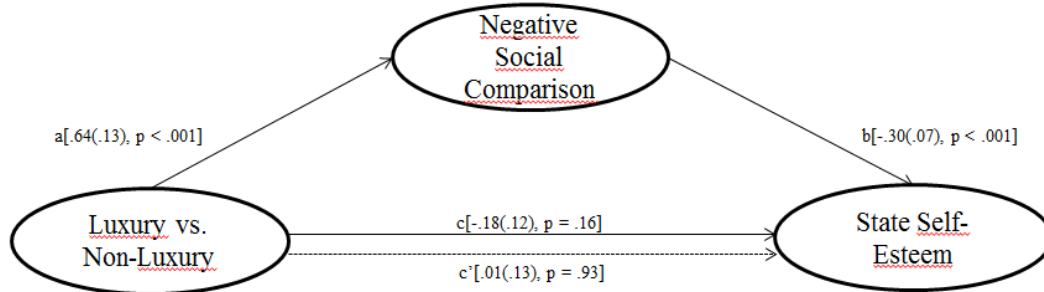 Negative
Social
Comparison
a[.64(.13), p < .001]
b[-.30(.07), p < .001]
Luxury vs.
Non-Luxury
c[-.18(.12), p = .16]
c’[.01(.13), p = .93]
State Self-
Esteem